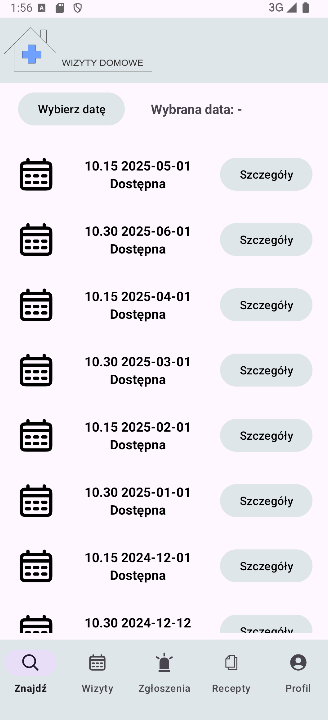 1:56
3G
WIZYTY DOMOWE
Wybierz datę
Wybrana data: -
10.15 2025-05-01
Dostępna
Szczegóły
10.30 2025-06-01
Dostępna
Szczegóły
10.15 2025-04-01
Dostępna
Szczegóły
10.30 2025-03-01
Dostępna
Szczegóły
10.15 2025-02-01
Dostępna
Szczegóły
10.30 2025-01-01
Dostępna
Szczegóły
10.15 2024-12-01
Dostępna
Szczegóły
10.30 2024-12-12
Szczegóły
Znajdź
Wizyty
Zgłoszenia
Recepty
Profil